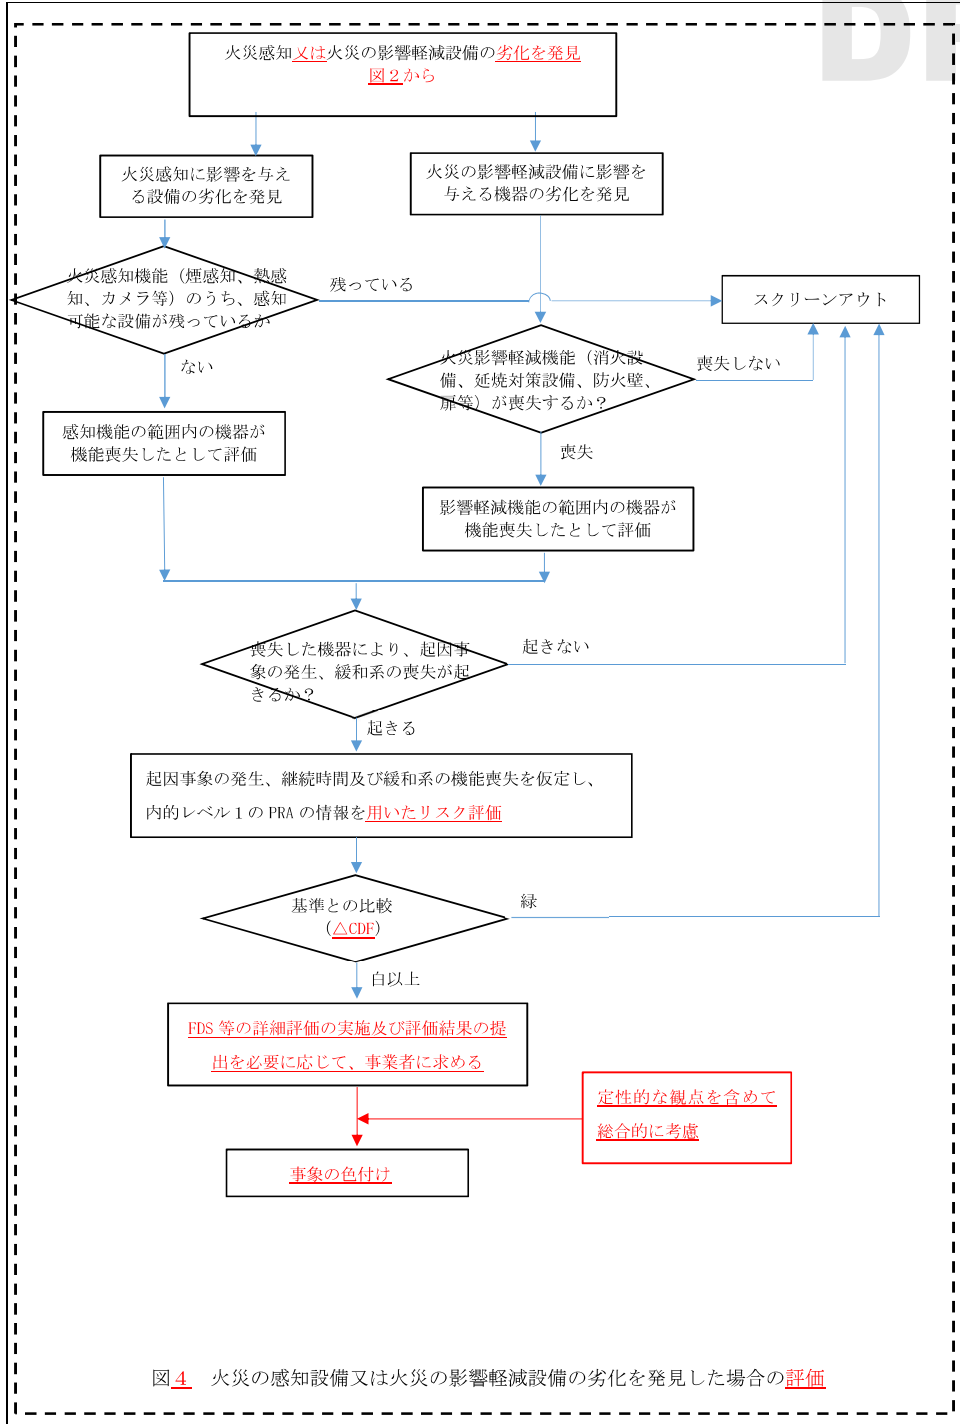 火災感知又は火災の影響軽減設備の劣化を発見
図２から
火災感知に影響を与え
る設備の劣化を発見
火災の影響軽減設備に影響を
与える機器の劣化を発見
火災感知機能（煙感知、熱感
知、カメラ等）のうち、感知
可能な設備が残っているか
残っている
スクリーンアウト
ない
火災影響軽減機能（消火設
備、延焼対策設備、防火壁、
扉等）が喪失するか？
喪失しない
感知機能の範囲内の機器が
機能喪失したとして評価
喪失
影響軽減機能の範囲内の機器が
機能喪失したとして評価
喪失した機器により、起因事
象の発生、緩和系の喪失が起
きるか？
起きない
起きる
起因事象の発生、継続時間及び緩和系の機能喪失を仮定し、
内的レベル１の PRA の情報を用いたリスク評価
基準との比較
（△CDF）
緑
白以上
FDS 等の詳細評価の実施及び評価結果の提
出を必要に応じて、事業者に求める
定性的な観点を含めて
総合的に考慮
事象の色付け
図４　火災の感知設備又は火災の影響軽減設備の劣化を発見した場合の評価